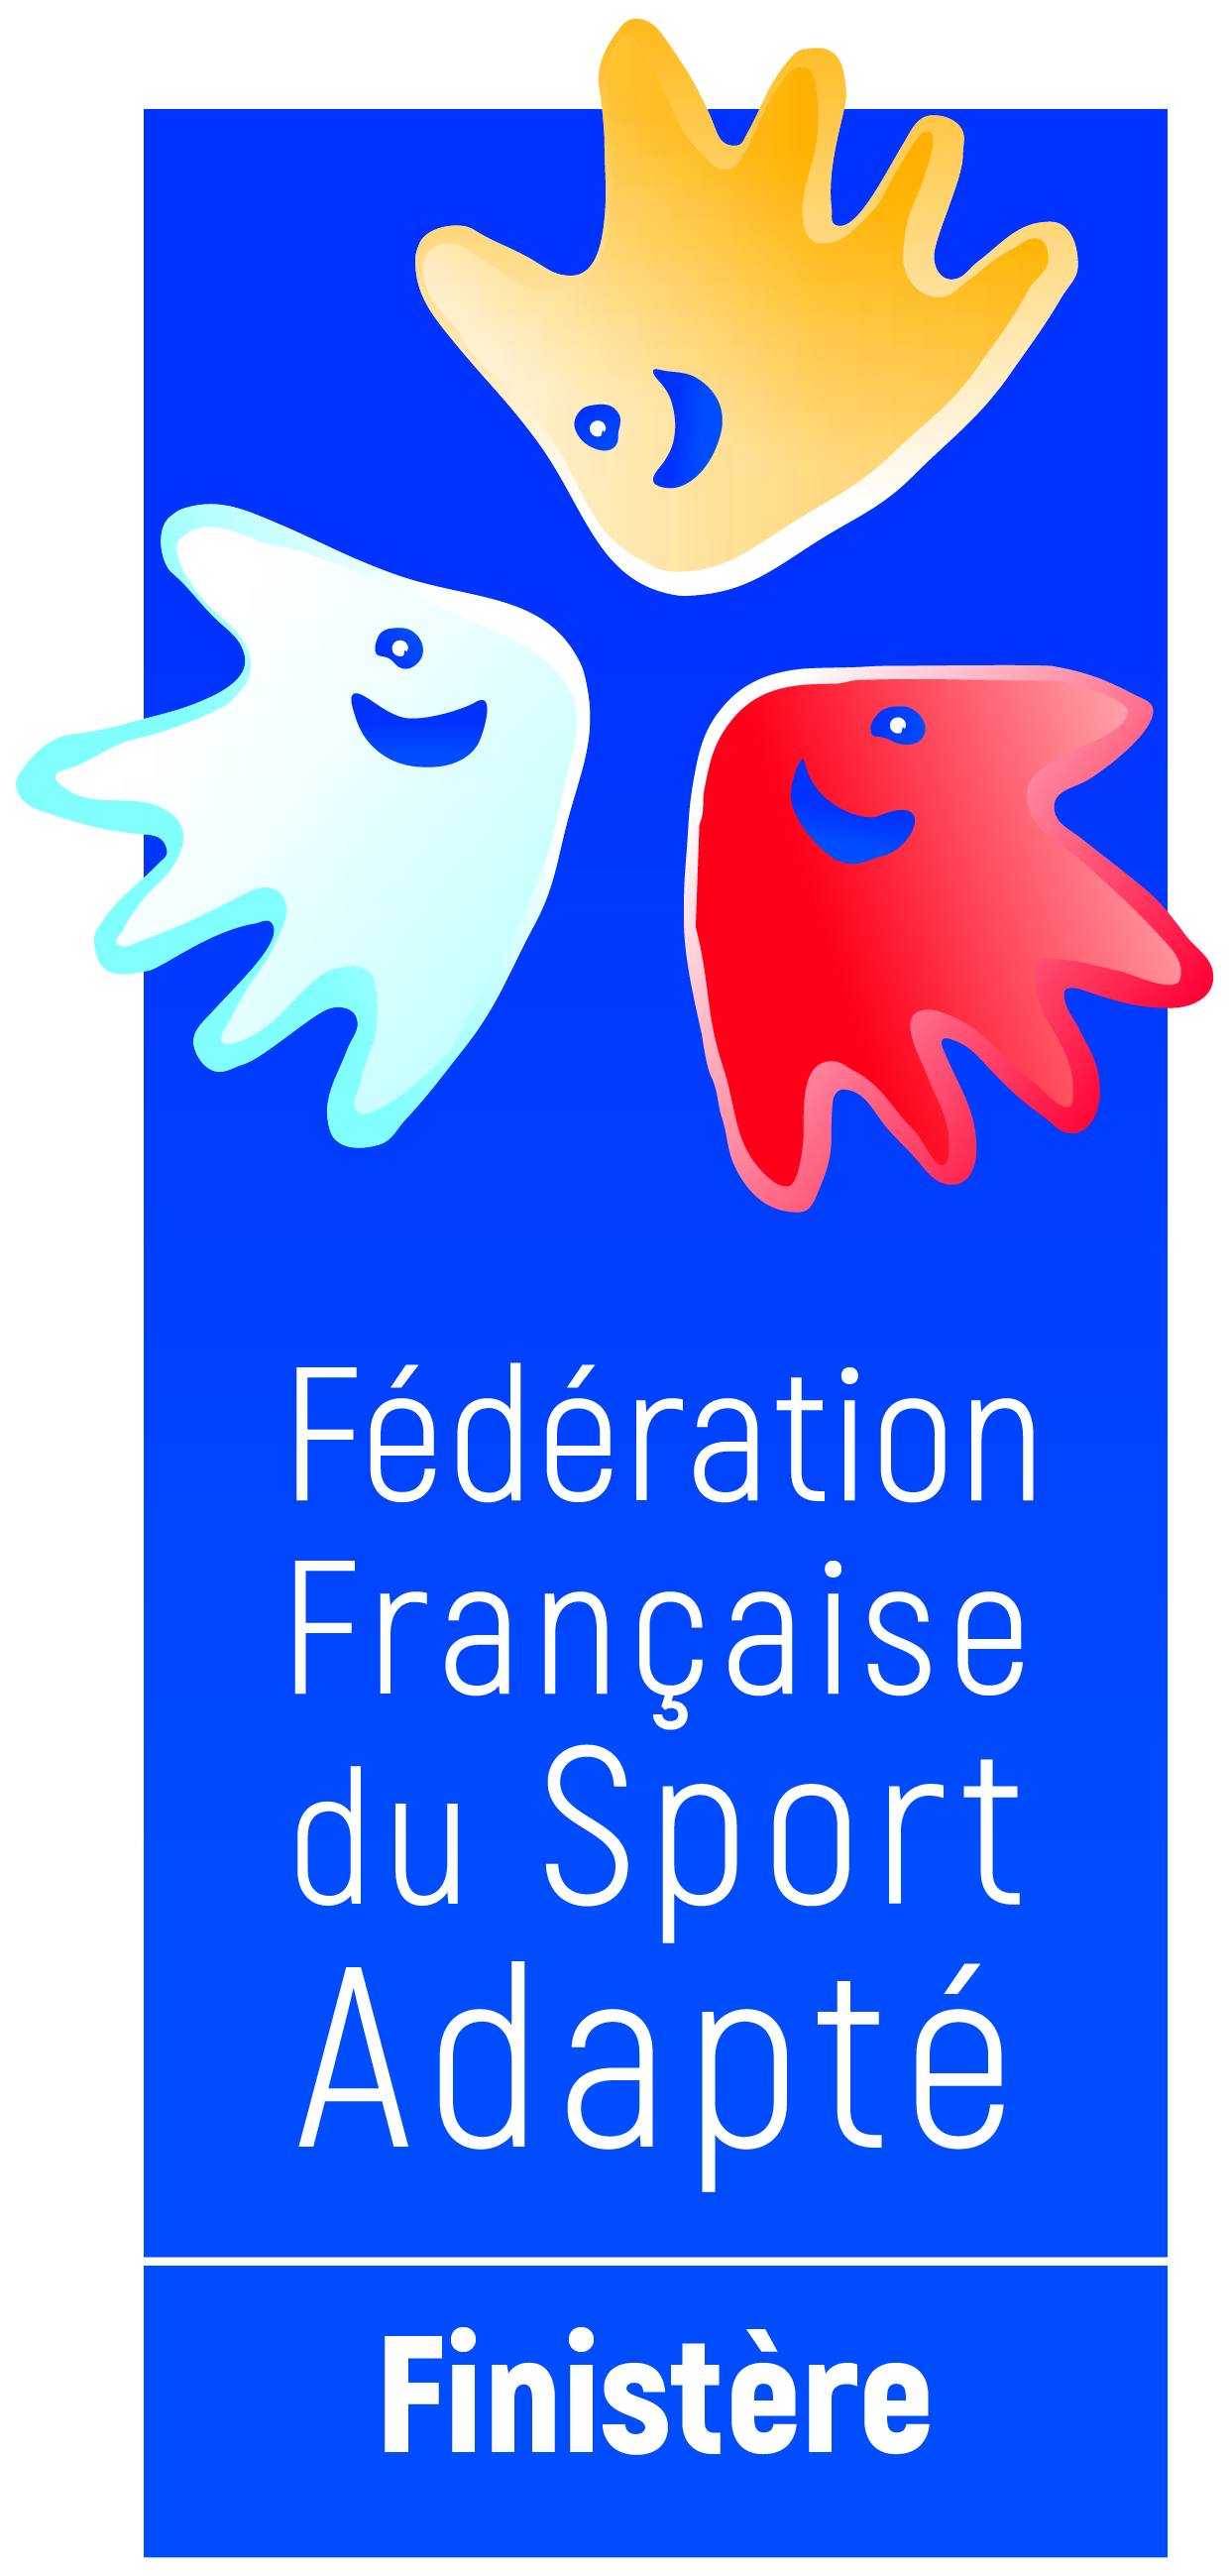 Fédération
Française
du Sport
Adapté
Finistère